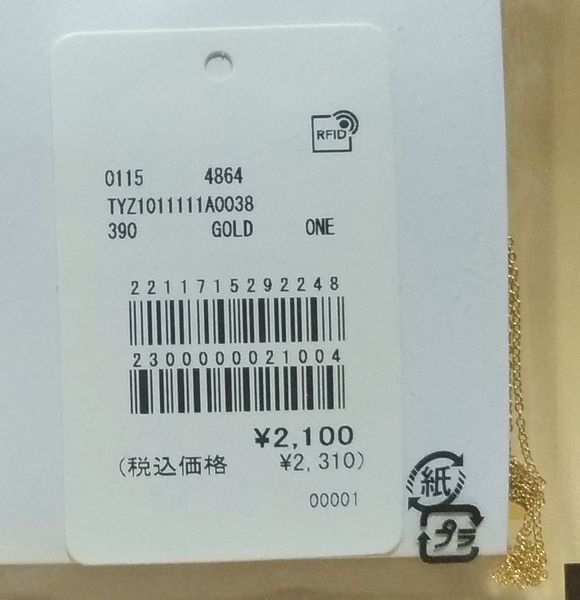 RFID
0115 4864
TYZ1011111A0038
390 GOLD ONE
2211715292248
2300000021004
¥2,100
(税込価格 ¥2,310)
00001
紙
プラ